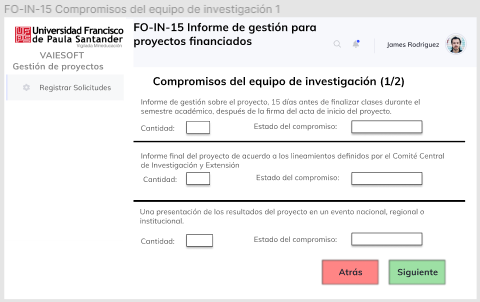 FO-IN-15 Compromisos del equipo de investigación 1
Universidad Francisco
de Paula Santander
Vigilada Mineducación
VAIESOFT
Gestión de proyectos
Registrar Solicitudes
FO-IN-15 Informe de gestión para
proyectos financiados
James Rodriguez
Compromisos del equipo de investigación (1/2)
Informe de gestión sobre el proyecto, 15 días antes de finalizar clases durante el
semestre académico, después de la firma del acta de inicio del proyecto.
Cantidad:
Estado del compromiso:
Informe final del proyecto de acuerdo a los lineamientos definidos por el Comité Central
de Investigación y Extensión
Cantidad:
Estado del compromiso:
Una presentación de los resultados del proyecto en un evento nacional, regional o
institucional.
Cantidad:
Estado del compromiso:
Atrás
Siguiente